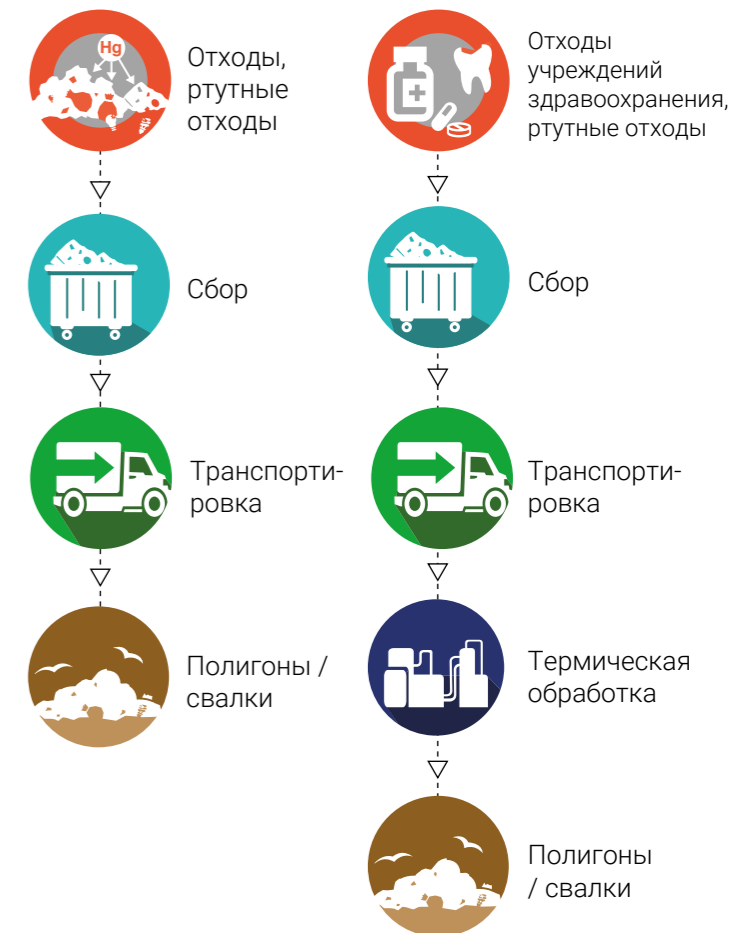 Hg
Отходы,
ртутные
отходы
Сбор
Транспорти-
ровка
Полигоны /
свалки
Отходы
учреждений
здравоохранения,
ртутные отходы
Сбор
Транспорти-
ровка
Термическая
обработка
Полигоны
/ свалки